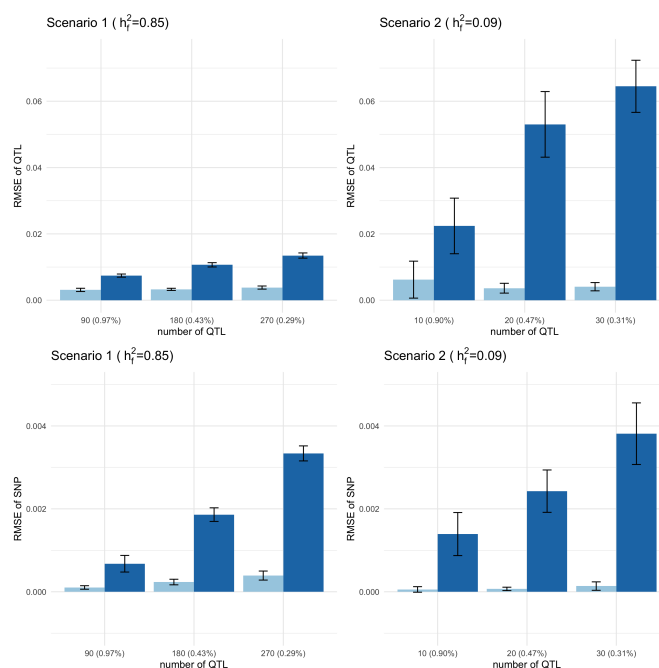 Scenario 1 ( h²f=0.85)
Scenario 2 ( h²f=0.09)
RMSE of QTL
0.06
0.04
0.02
0.00
90 (0.97%) 180 (0.43%) 270 (0.29%)
number of QTL
RMSE of QTL
0.06
0.04
0.02
0.00
10 (0.90%) 20 (0.47%) 30 (0.31%)
number of QTL
Scenario 1 ( h²f=0.85)
Scenario 2 ( h²f=0.09)
RMSE of SNP
0.004
0.002
0.000
90 (0.97%) 180 (0.43%) 270 (0.29%)
number of QTL
RMSE of SNP
0.004
0.002
0.000
10 (0.90%) 20 (0.47%) 30 (0.31%)
number of QTL